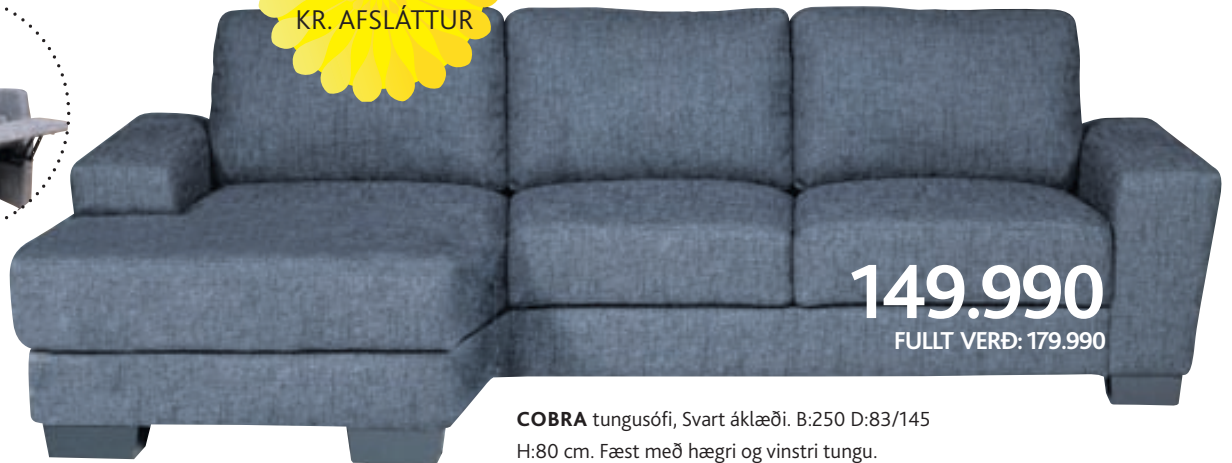 KR. AFSLÁTTUR
149.990
FULLT VERÐ: 179.990
COBRA tungusófi, Svart áklæði. B:250 D:83/145
H:80 cm. Fæst með hægri og vinstri tungu.